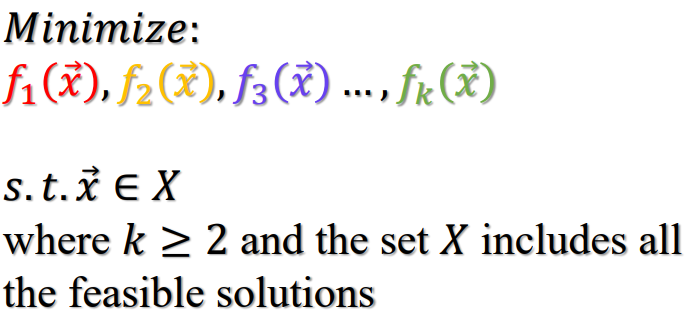 Minimize:
f₁(x⃗), f₂(x⃗), f₃(x⃗) ..., fₖ(x⃗)
s.t. x⃗ ∈ X
where k ≥ 2 and the set X includes all
the feasible solutions